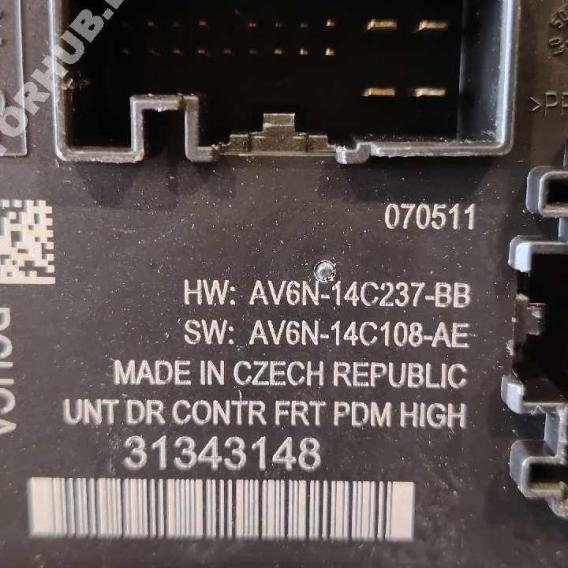 070511
HW: AV6N-14C237-BB
SW: AV6N-14C108-AE
MADE IN CZECH REPUBLIC
UNT DR CONTR FRT PDM HIGH
31343148